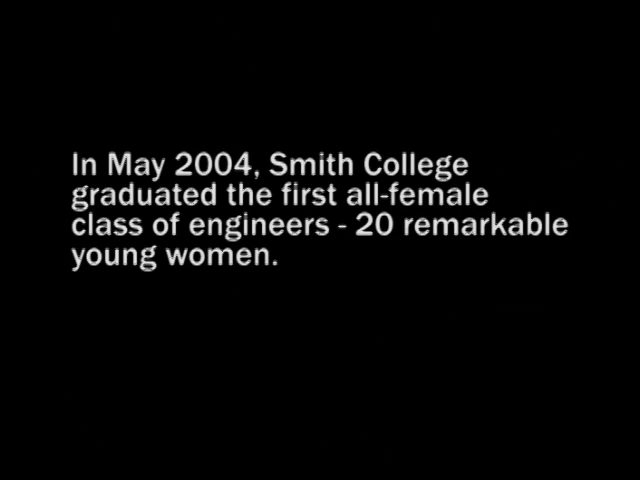 In May 2004, Smith College
graduated the first all-female
class of engineers - 20 remarkable
young women.